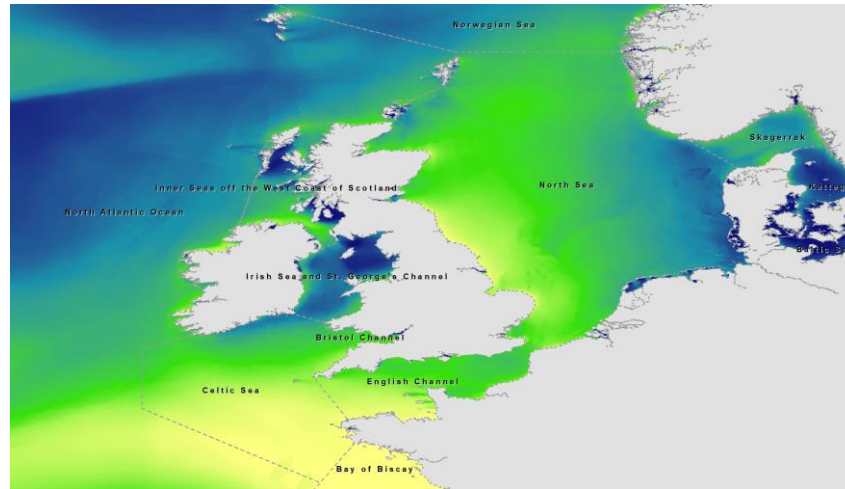 Norwegian Sea
Skagerrak
Inner Seas off the West Coast of Scotland
North Sea
North Atlantic Ocean
Irish Sea and St. George's Channel
Bristol Channel
English Channel
Celtic Sea
Bay of Biscay